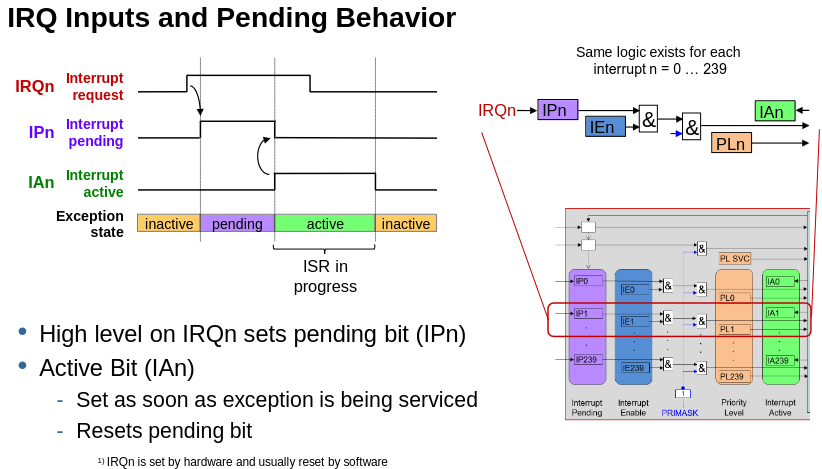 IRQ Inputs and Pending Behavior
IRQn Interrupt request
IPn Interrupt pending
IAn Interrupt active
Exception state
inactive pending active inactive
ISR in
progress
Same logic exists for each
interrupt n = 0 … 239
IRQn IPn IEn & & PLn IAn
& PL SVC
IP0 IE0 & & PL0 IA0
IP1 IE1 & & PL1 IA1
IP239 IE239 & & PL239 IA239
1
Interrupt Pending
Interrupt Enable
PRIMASK
Priority Level
Interrupt Active
• High level on IRQn sets pending bit (IPn)
• Active Bit (IAn)
- Set as soon as exception is being serviced
- Resets pending bit
1) IRQn is set by hardware and usually reset by software